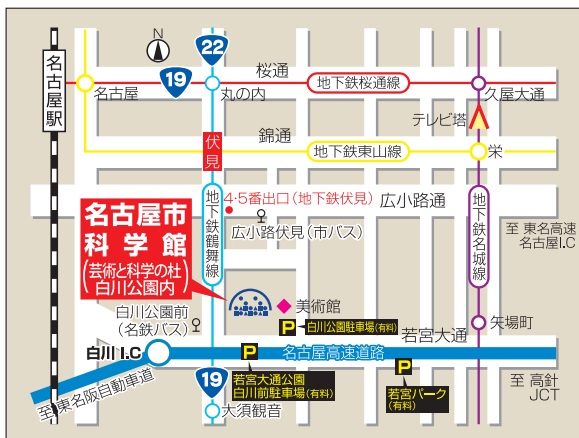 N
22
名古屋駅
桜通
19
地下鉄桜通線
名古屋
丸の内
久屋大通
テレビ塔
錦通
伏見
地下鉄東山線
栄
4・5番出口(地下鉄伏見)
広小路通
名古屋市
科学館
(芸術と科学の杜
白川公園内)
地下鉄鶴舞線
広小路伏見(市バス)
地下鉄名城線
至 東名高速
名古屋I.C
白川公園前
(名鉄バス)
美術館
P
白川公園駐車場(有料)
若宮大通
矢場町
白川 I.C
名古屋高速道路
P
若宮大通公園
白川前駐車場(有料)
P
若宮パーク
(有料)
至 高針
JCT
至東名阪自動車道
19
大須観音